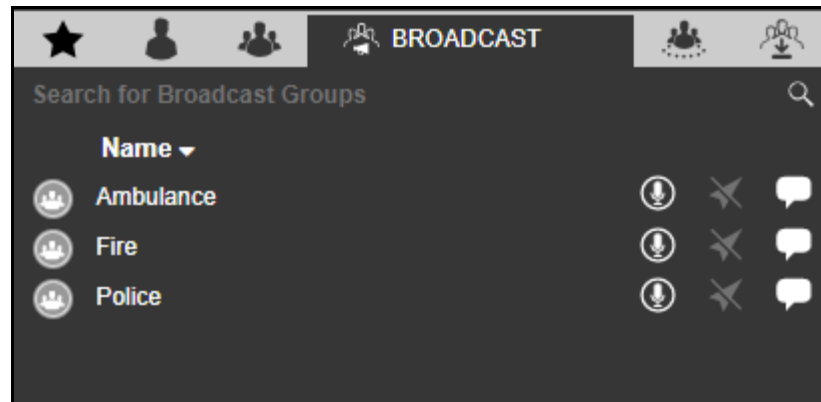 BROADCAST
Search for Broadcast Groups
Name
Ambulance
Fire
Police